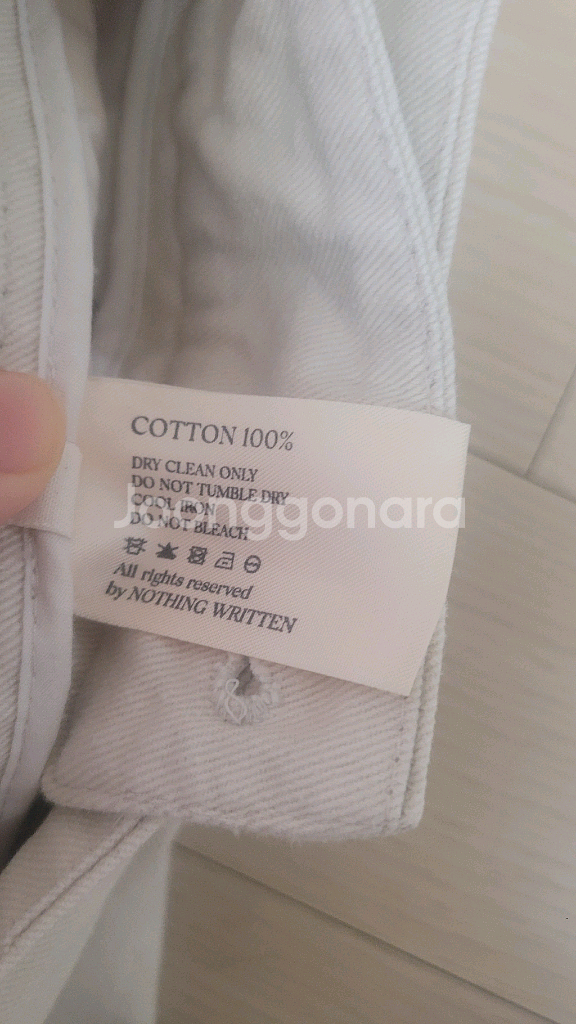 COTTON 100%
DRY CLEAN ONLY
DO NOT TUMBLE DRY
COOL IRON
DO NOT BLEACH
Joonggonara
All rights reserved
by NOTHING WRITTEN